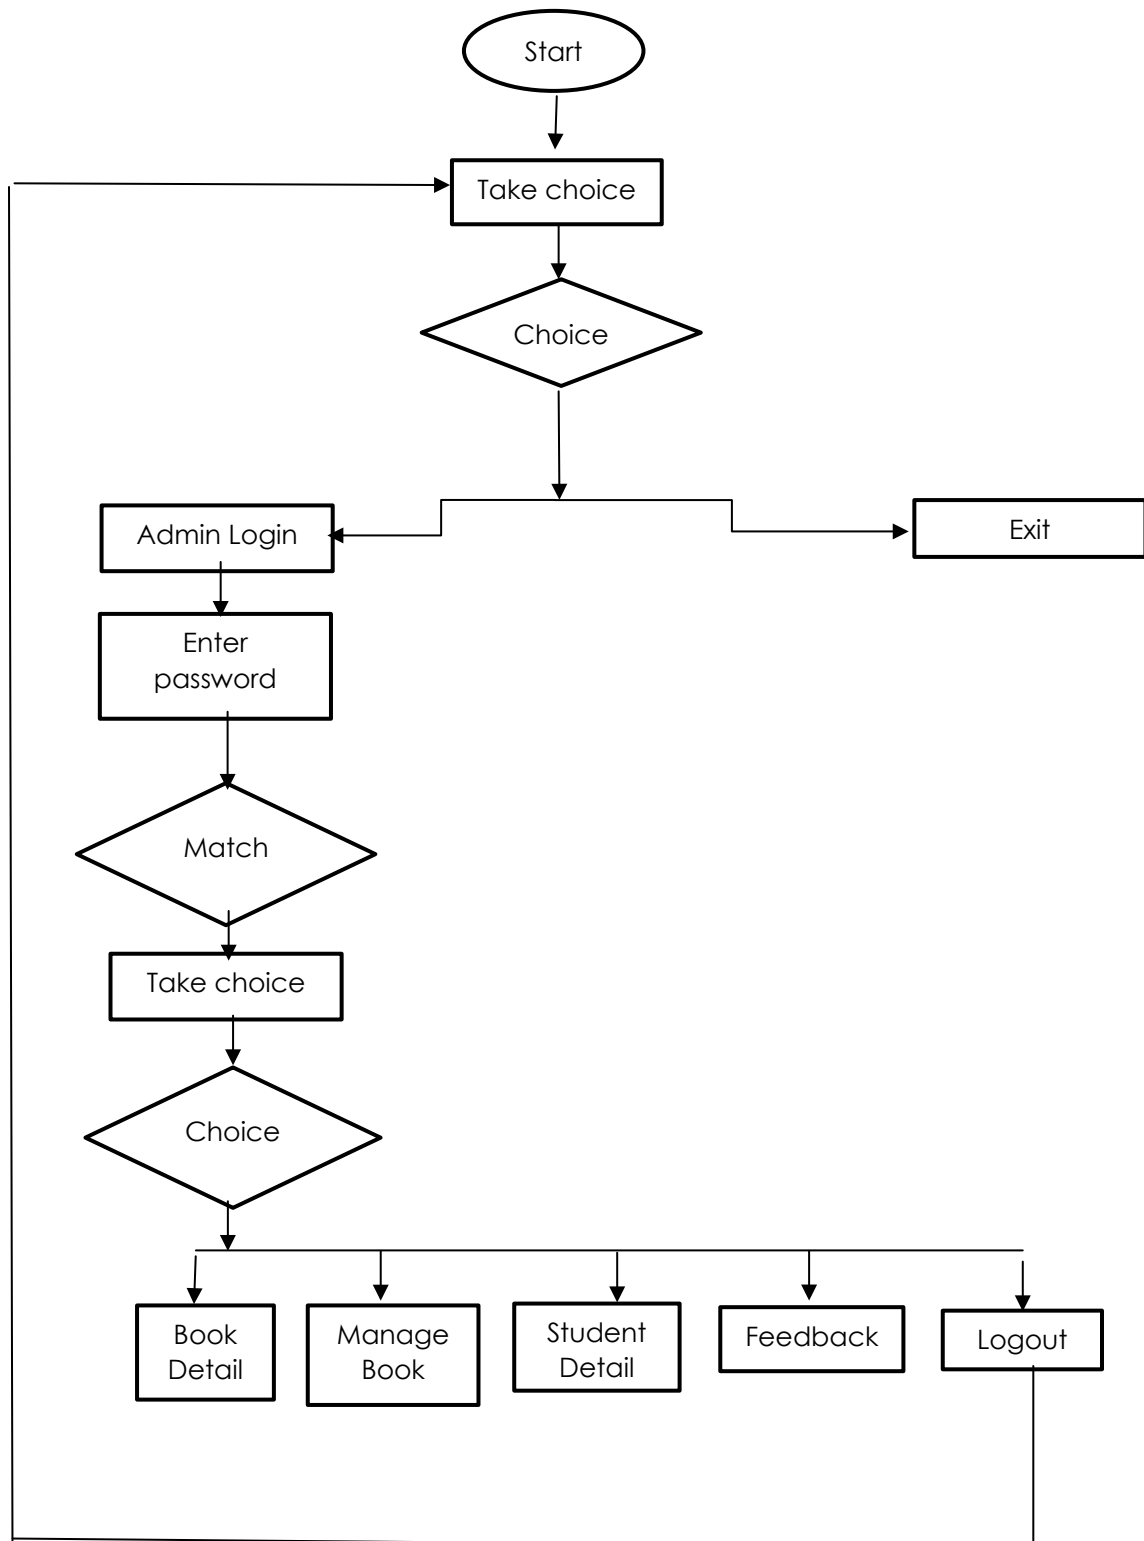 Start
Take choice
Choice
Admin Login
Exit
Enter
password
Match
Take choice
Choice
Book
Detail
Manage
Book
Student
Detail
Feedback
Logout